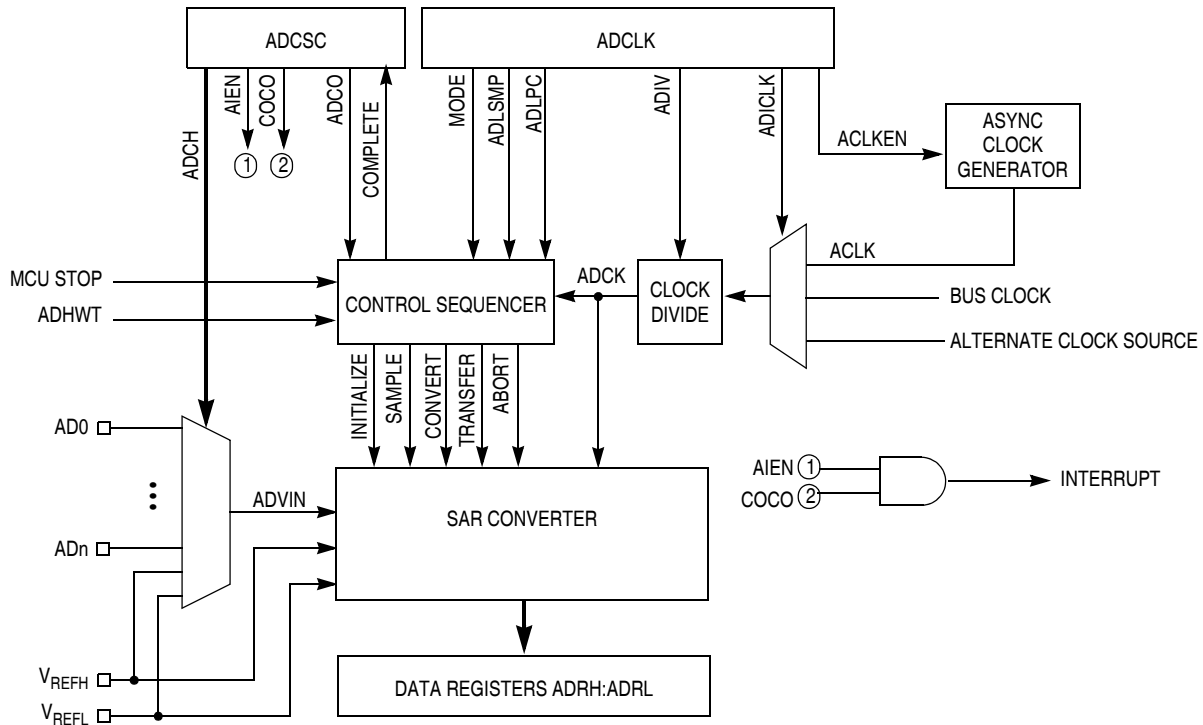 ADCSC
ADCLK
ADCH
AIEN
COCO
ADCO
COMPLETE
MODE
ADLSMP
ADLPC
ADIV
ADICLK
ACLKEN
ASYNC
CLOCK
GENERATOR
1
2
MCU STOP
ADHWT
CONTROL SEQUENCER
ADCK
CLOCK
DIVIDE
ACLK
BUS CLOCK
ALTERNATE CLOCK SOURCE
INITIALIZE
SAMPLE
CONVERT
TRANSFER
ABORT
AD0
ADn
ADVIN
SAR CONVERTER
AIEN 1
COCO 2
INTERRUPT
VREFH
VREFL
DATA REGISTERS ADRH:ADRL